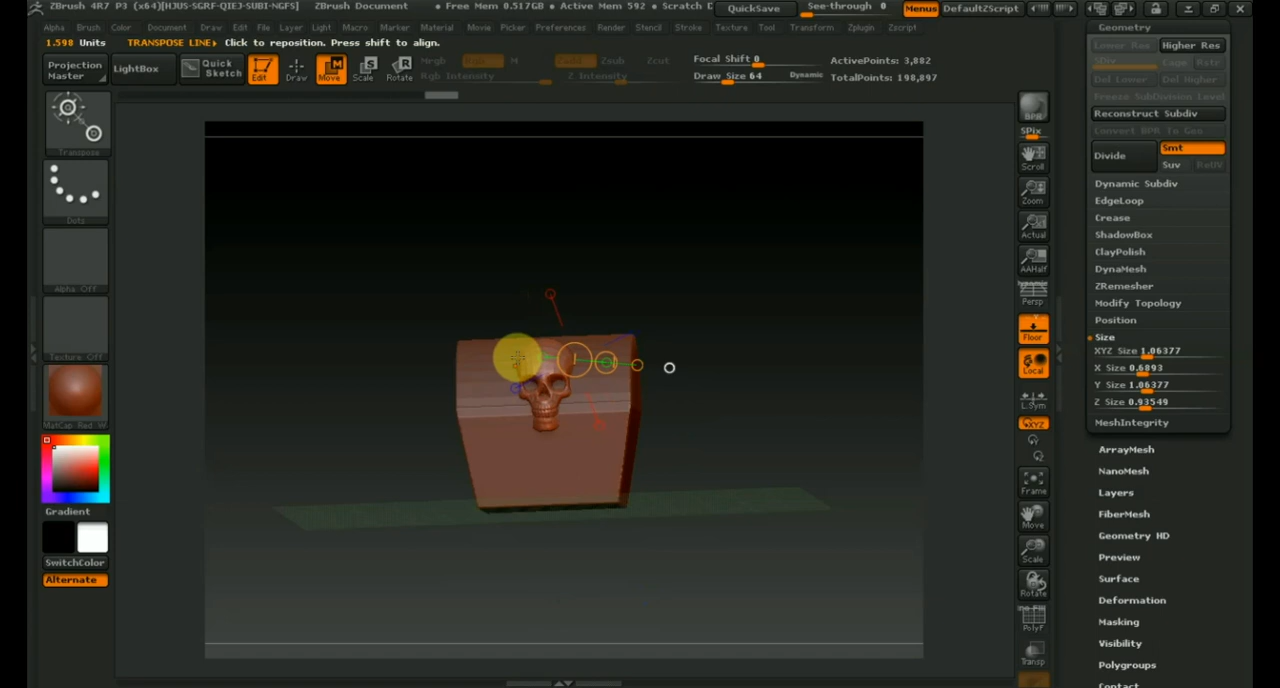 ZBrush 4R7 P3 (x64)[HJUS-SGRF-QIEJ-SUBI-NGFS] ZBrush Document • Free Mem 0.517GB • Active Mem 592 • Scratch D QuickSave See-through 0 Menus DefaultZScript
Alpha Brush Color Document Draw Edit File Layer Light Macro Marker Material Movie Picker Preferences Render Stencil Stroke Texture Tool Transform Zplugin Zscript
1.598 Units TRANSPOSE LINE▸ Click to reposition. Press shift to align.
Projection Master
LightBox
Quick Sketch
Edit
Draw
Move
Scale
Rotate
Mrgb M
Rgb Intensity
Zadd Zsub Zcut
Z Intensity
Focal Shift 0
Draw Size 64 Dynamic
ActivePoints: 3,882
TotalPoints: 198,897
Transpose
Dots
Alpha Off
Texture Off
MatCap Red W
Gradient
SwitchColor
Alternate
BPR
SPix
Scroll
Zoom
Actual
AAHalf
Dynamic
Persp
Floor
Local
L.Sym
XYZ
Frame
Move
Scale
Rotate
PolyF
Transp
Geometry
Lower Res Higher Res
SDiv Cage Rstr
Del Lower Del Higher
Freeze SubDivision Level
Reconstruct Subdiv
Convert BPR To Geo
Divide Smt
Suv ReUV
Dynamic Subdiv
EdgeLoop
Crease
ShadowBox
ClayPolish
DynaMesh
ZRemesher
Modify Topology
Position
Size
XYZ Size 1.06377
X Size 0.6893
Y Size 1.06377
Z Size 0.93549
MeshIntegrity
ArrayMesh
NanoMesh
Layers
FiberMesh
Geometry HD
Preview
Surface
Deformation
Masking
Visibility
Polygroups
Contact